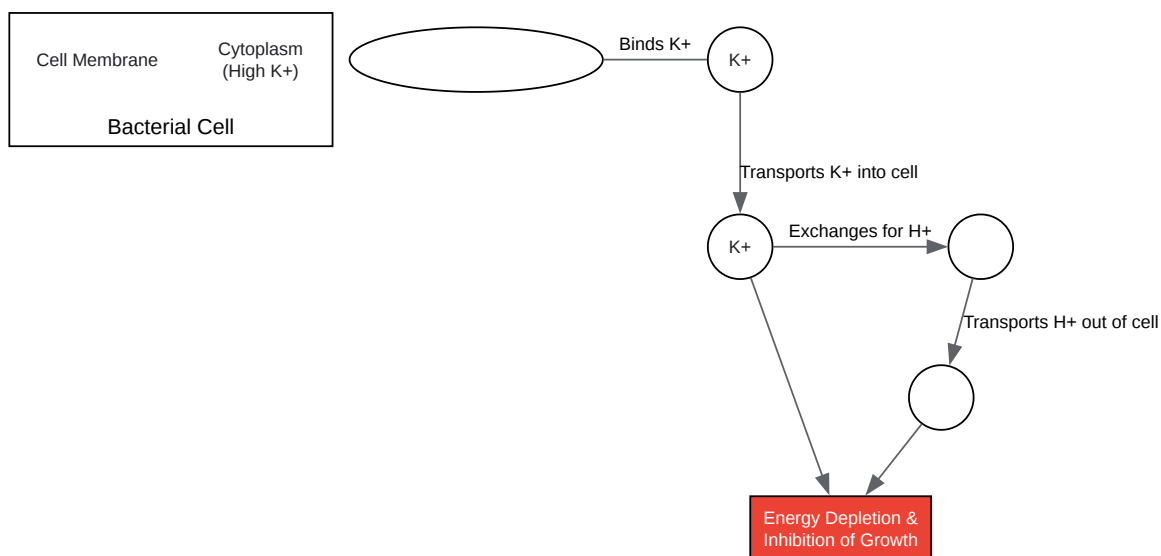 Cell Membrane
Cytoplasm
(High K+)
Bacterial Cell
Binds K+
K+
Transports K+ into cell
K+
Exchanges for H+
Transports H+ out of cell
Energy Depletion &
Inhibition of Growth